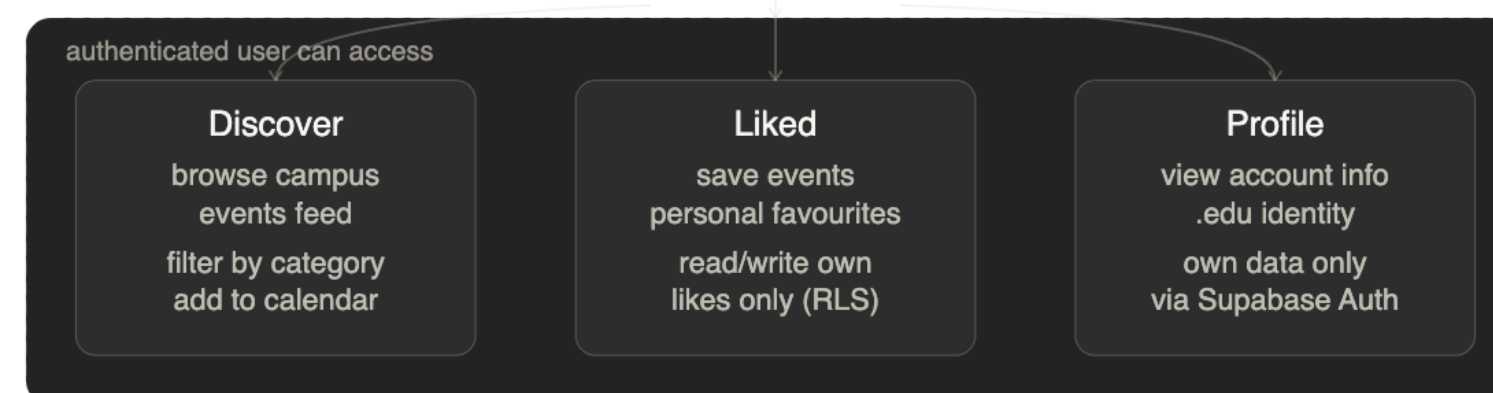 authenticated user can access
Discover
browse campus
events feed
filter by category
add to calendar
Liked
save events
personal favourites
read/write own
likes only (RLS)
Profile
view account info
.edu identity
own data only
via Supabase Auth